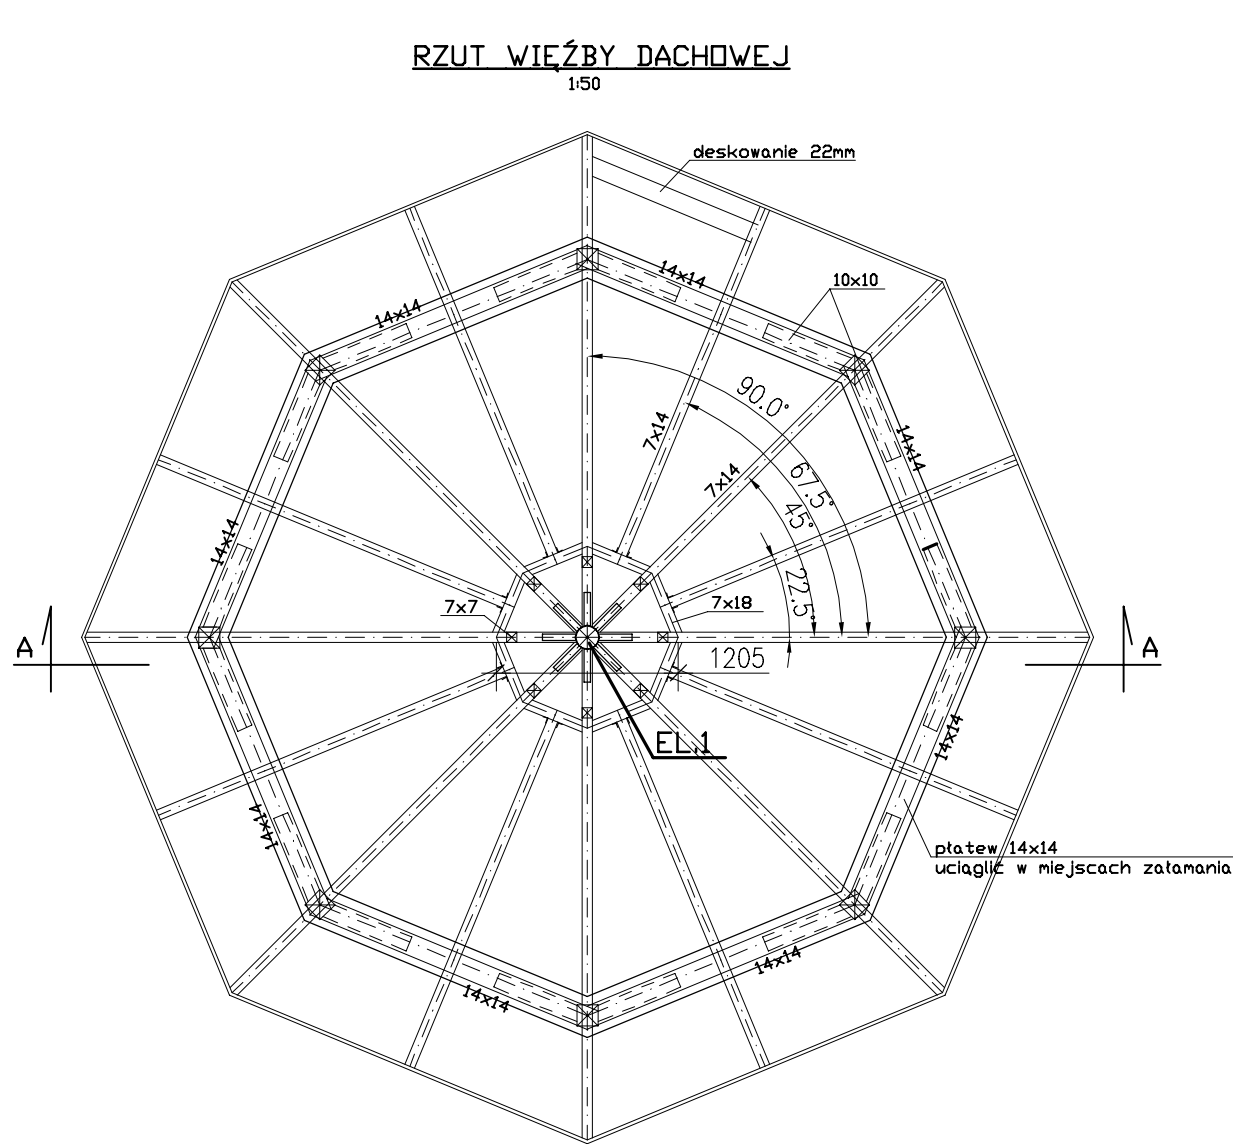 RZUT WIĘŹBY DACHOWEJ
1:50
deskowanie 22mm
14x14
10x10
14x14
90.0°
7x14
14x14
67.5°
7x14
45°
14x14
22.5°
7x7
7x18
A
A
1205
EL.1
14x14
14x14
płatew 14x14
uciąglić w miejscach załamania
14x14
14x14